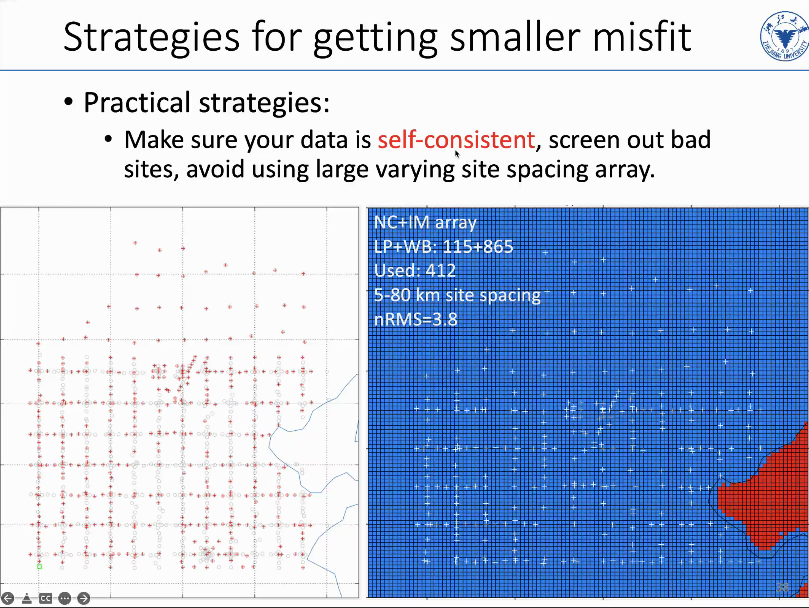 Strategies for getting smaller misfit
• Practical strategies:
• Make sure your data is self-consistent, screen out bad
sites, avoid using large varying site spacing array.
NC+IM array
LP+WB: 115+865
Used: 412
5-80 km site spacing
nRMS=3.8